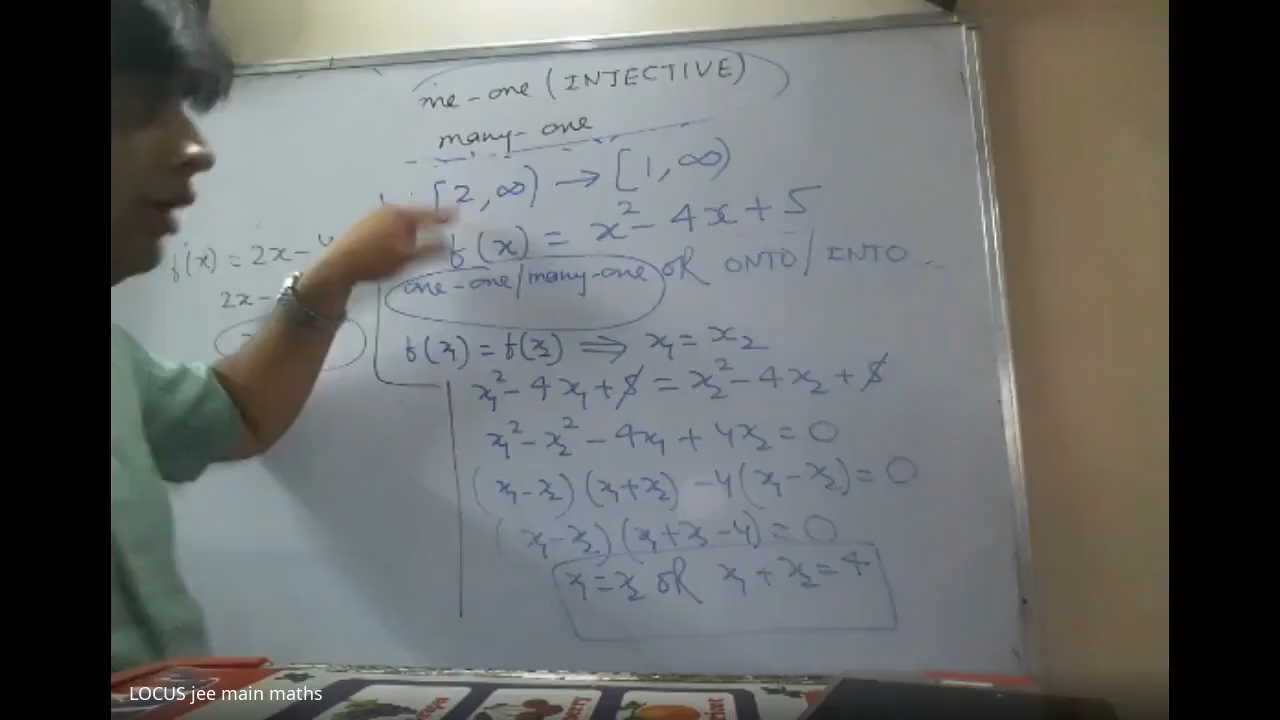 one-one (INJECTIVE)
many-one
[2, ∞) → [1, ∞)
f(x) = x² - 4x + 5
one-one/many-one OR ONTO/INTO
f(x₁) = f(x₂) ⟹ x₁ = x₂
x₁² - 4x₁ + 5 = x₂² - 4x₂ + 5
x₁² - x₂² - 4x₁ + 4x₂ = 0
(x₁ - x₂)(x₁ + x₂) - 4(x₁ - x₂) = 0
(x₁ - x₂)(x₁ + x₂ - 4) = 0
x₁ = x₂ OR x₁ + x₂ = 4
f'(x) = 2x -
2x -
LOCUS jee main maths